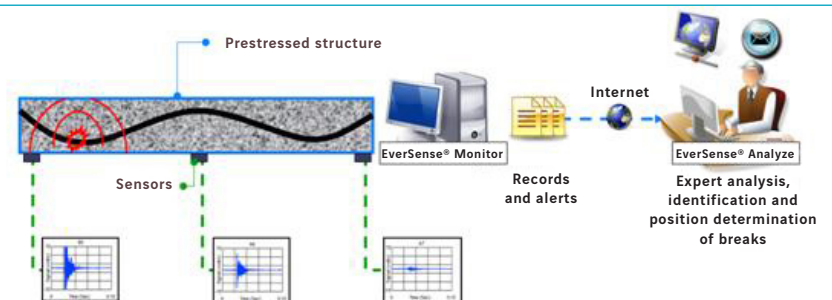 Prestressed structure
Sensors
EverSense® Monitor
Records
and alerts
Internet
EverSense® Analyze
Expert analysis,
identification and
position determination
of breaks